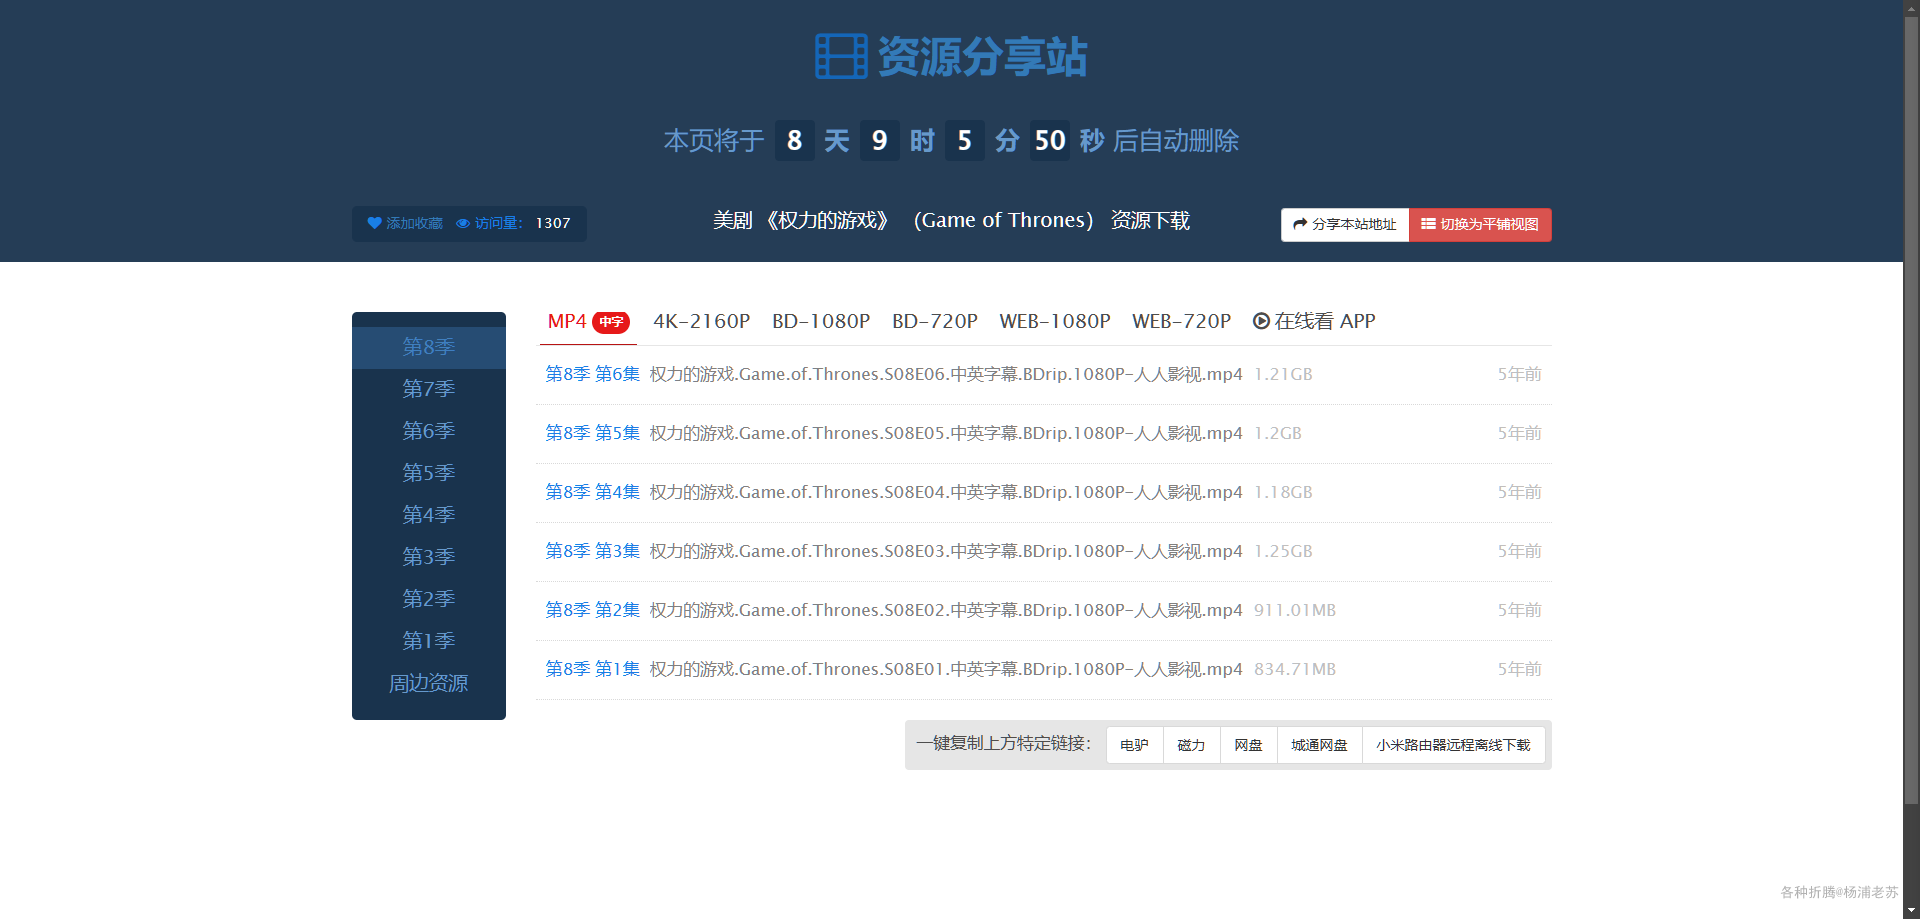 资源分享站
本页将于 8 天 9 时 5 分 50 秒 后自动删除
添加收藏 访问量： 1307
美剧 《权力的游戏》 （Game of Thrones） 资源下载
分享本站地址 切换为平铺视图
第8季
第7季
第6季
第5季
第4季
第3季
第2季
第1季
周边资源
MP4 中字 4K-2160P BD-1080P BD-720P WEB-1080P WEB-720P 在线看 APP
第8季 第6集 权力的游戏.Game.of.Thrones.S08E06.中英字幕.BDrip.1080P-人人影视.mp4 1.21GB 5年前
第8季 第5集 权力的游戏.Game.of.Thrones.S08E05.中英字幕.BDrip.1080P-人人影视.mp4 1.2GB 5年前
第8季 第4集 权力的游戏.Game.of.Thrones.S08E04.中英字幕.BDrip.1080P-人人影视.mp4 1.18GB 5年前
第8季 第3集 权力的游戏.Game.of.Thrones.S08E03.中英字幕.BDrip.1080P-人人影视.mp4 1.25GB 5年前
第8季 第2集 权力的游戏.Game.of.Thrones.S08E02.中英字幕.BDrip.1080P-人人影视.mp4 911.01MB 5年前
第8季 第1集 权力的游戏.Game.of.Thrones.S08E01.中英字幕.BDrip.1080P-人人影视.mp4 834.71MB 5年前
一键复制上方特定链接： 电驴 磁力 网盘 城通网盘 小米路由器远程离线下载
各种折腾@杨浦老苏